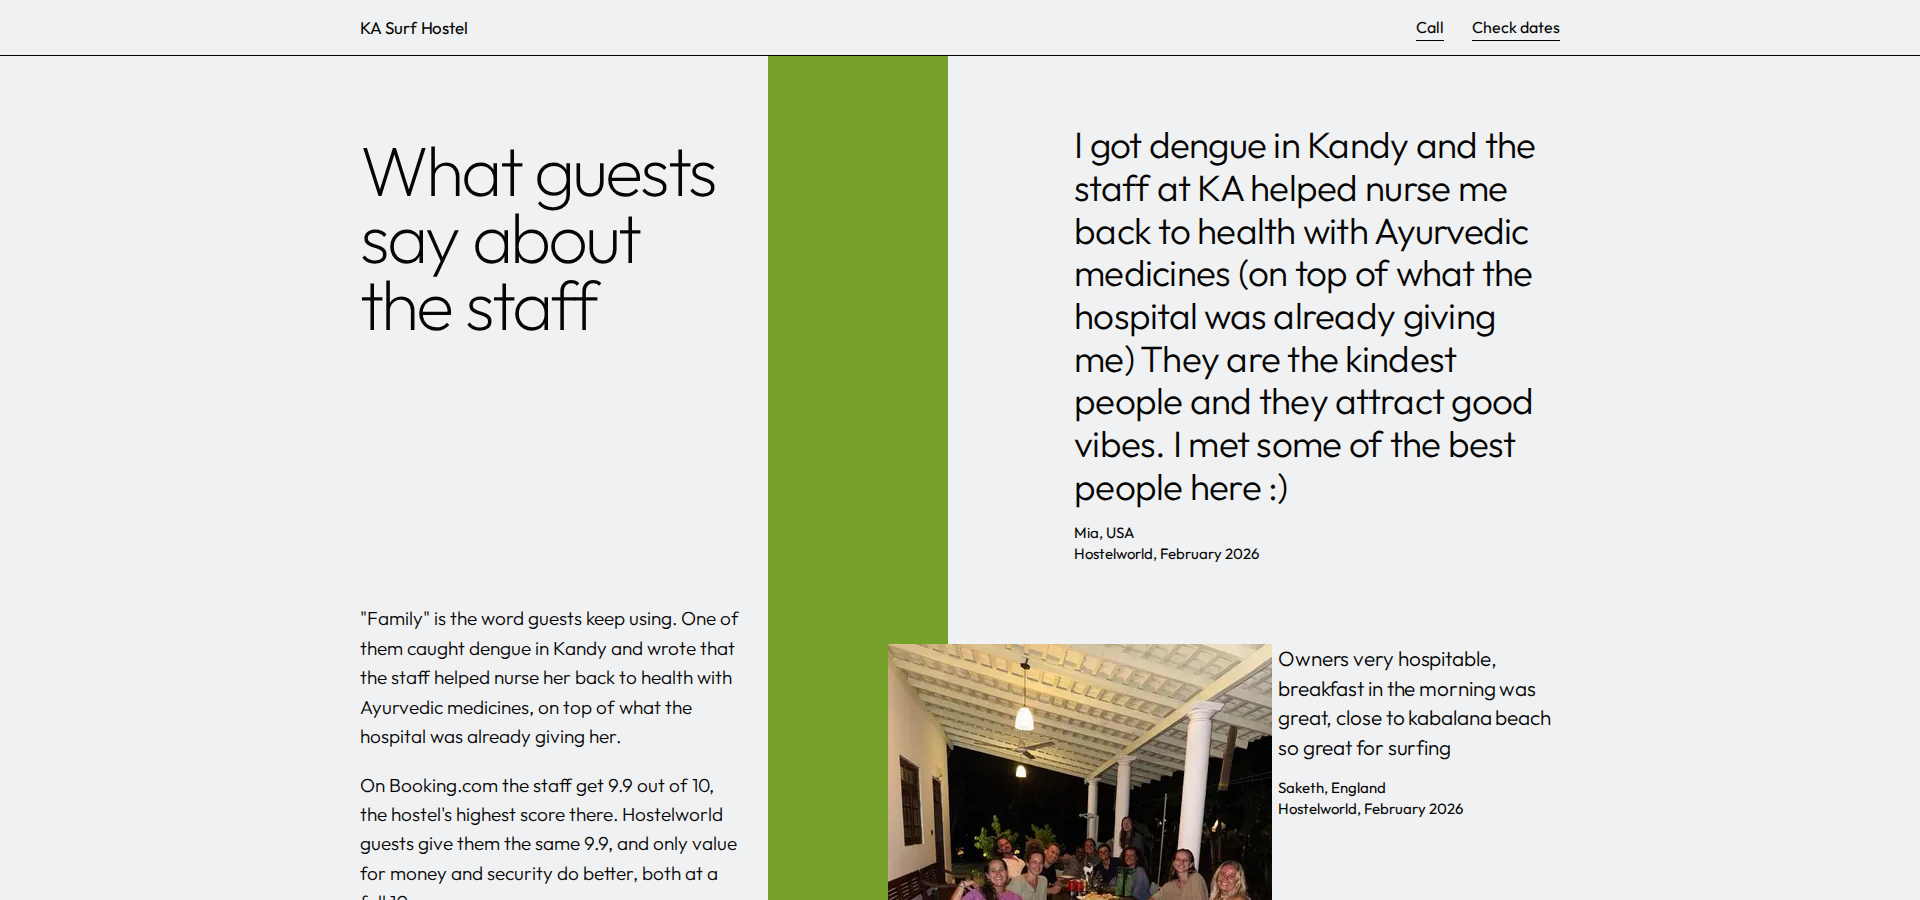 KA Surf Hostel
Call
Check dates
What guests
say about
the staff
I got dengue in Kandy and the
staff at KA helped nurse me
back to health with Ayurvedic
medicines (on top of what the
hospital was already giving
me) They are the kindest
people and they attract good
vibes. I met some of the best
people here :)
Mia, USA
Hostelworld, February 2026
"Family" is the word guests keep using. One of
them caught dengue in Kandy and wrote that
the staff helped nurse her back to health with
Ayurvedic medicines, on top of what the
hospital was already giving her.
On Booking.com the staff get 9.9 out of 10,
the hostel's highest score there. Hostelworld
guests give them the same 9.9, and only value
for money and security do better, both at a
Owners very hospitable,
breakfast in the morning was
great, close to kabalana beach
so great for surfing
Saketh, England
Hostelworld, February 2026